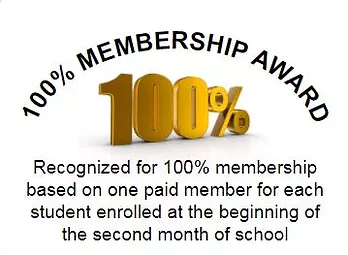 100% MEMBERSHIP AWARD
100%
Recognized for 100% membership
based on one paid member for each
student enrolled at the beginning of
the second month of school